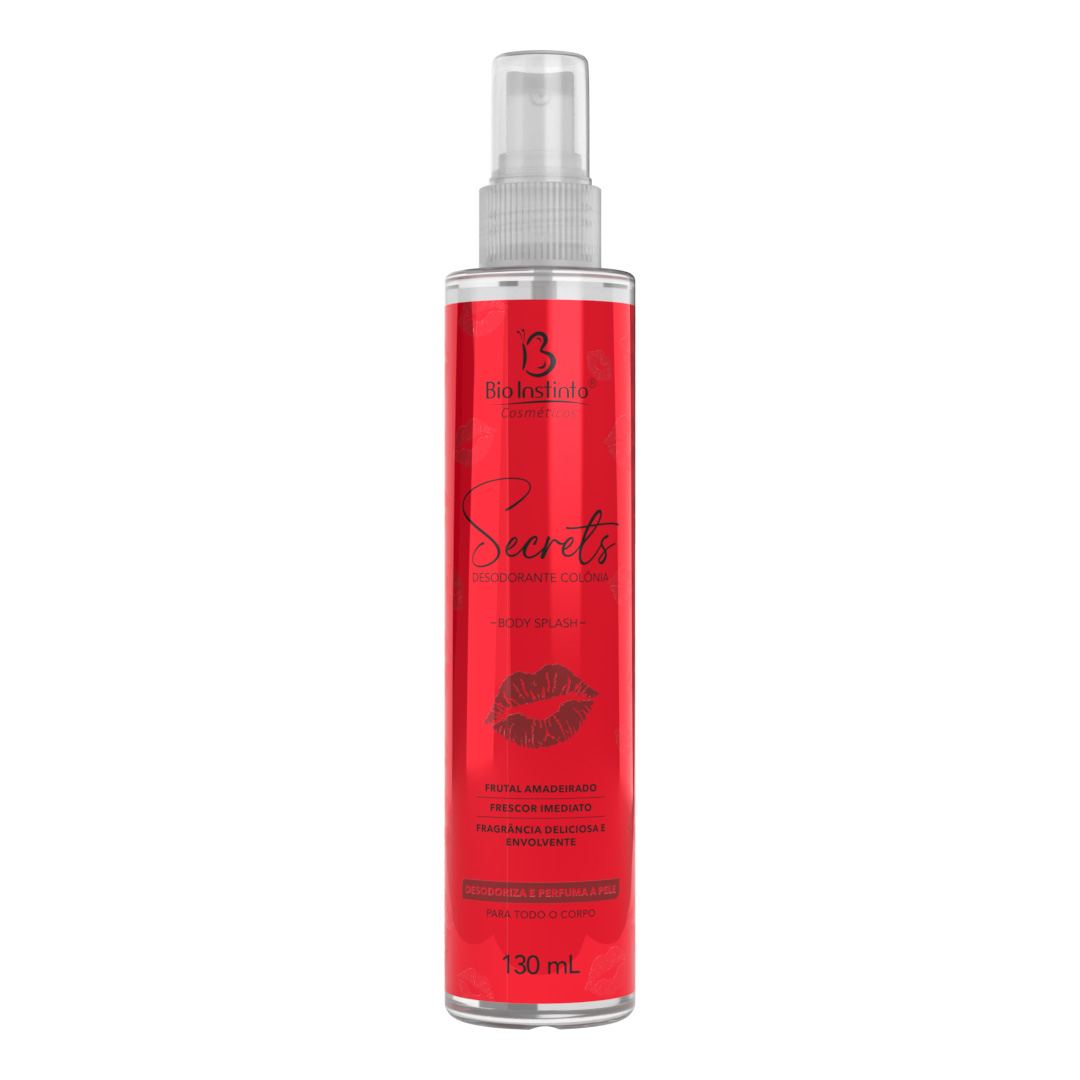 B
Bio Instinto®
Cosméticos
Secrets
DESODORANTE COLÔNIA
-BODY SPLASH-
FRUTAL AMADEIRADO
FRESCOR IMEDIATO
FRAGRÂNCIA DELICIOSA E
ENVOLVENTE
DESODORIZA E PERFUMA A PELE
PARA TODO O CORPO
130 mL